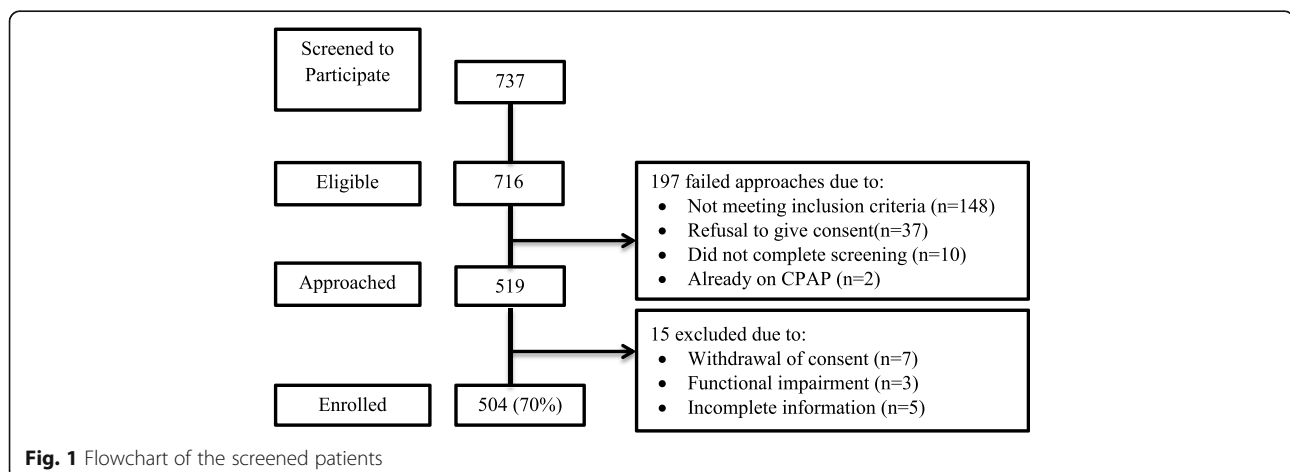 Screened to
Participate
737
Eligible
716
197 failed approaches due to:
• Not meeting inclusion criteria (n=148)
• Refusal to give consent(n=37)
• Did not complete screening (n=10)
• Already on CPAP (n=2)
Approached
519
15 excluded due to:
• Withdrawal of consent (n=7)
• Functional impairment (n=3)
• Incomplete information (n=5)
Enrolled
504 (70%)
Fig. 1 Flowchart of the screened patients